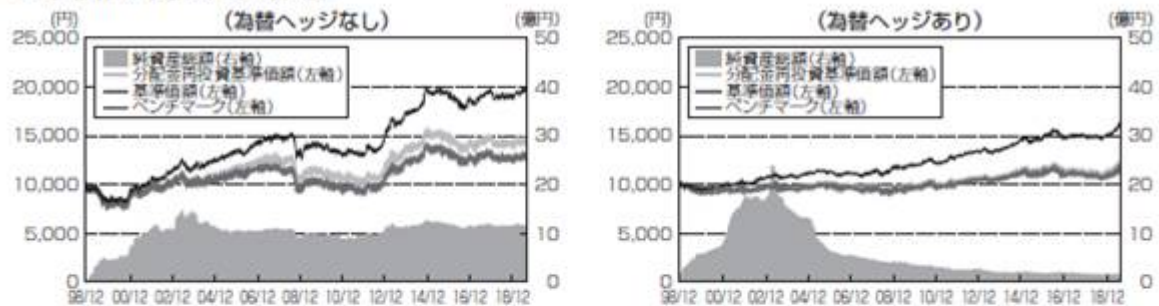 (円)
(為替ヘッジなし)
(億円)
25,000
20,000
15,000
10,000
5,000
0
50
40
30
20
10
0
純資産総額(右軸)
分配金再投資基準価額(左軸)
基準価額(左軸)
ベンチマーク(左軸)
98/12 00/12 02/12 04/12 06/12 08/12 10/12 12/12 14/12 16/12 18/12
(円)
(為替ヘッジあり)
(億円)
25,000
20,000
15,000
10,000
5,000
0
50
40
30
20
10
0
純資産総額(右軸)
分配金再投資基準価額(左軸)
基準価額(左軸)
ベンチマーク(左軸)
98/12 00/12 02/12 04/12 06/12 08/12 10/12 12/12 14/12 16/12 18/12